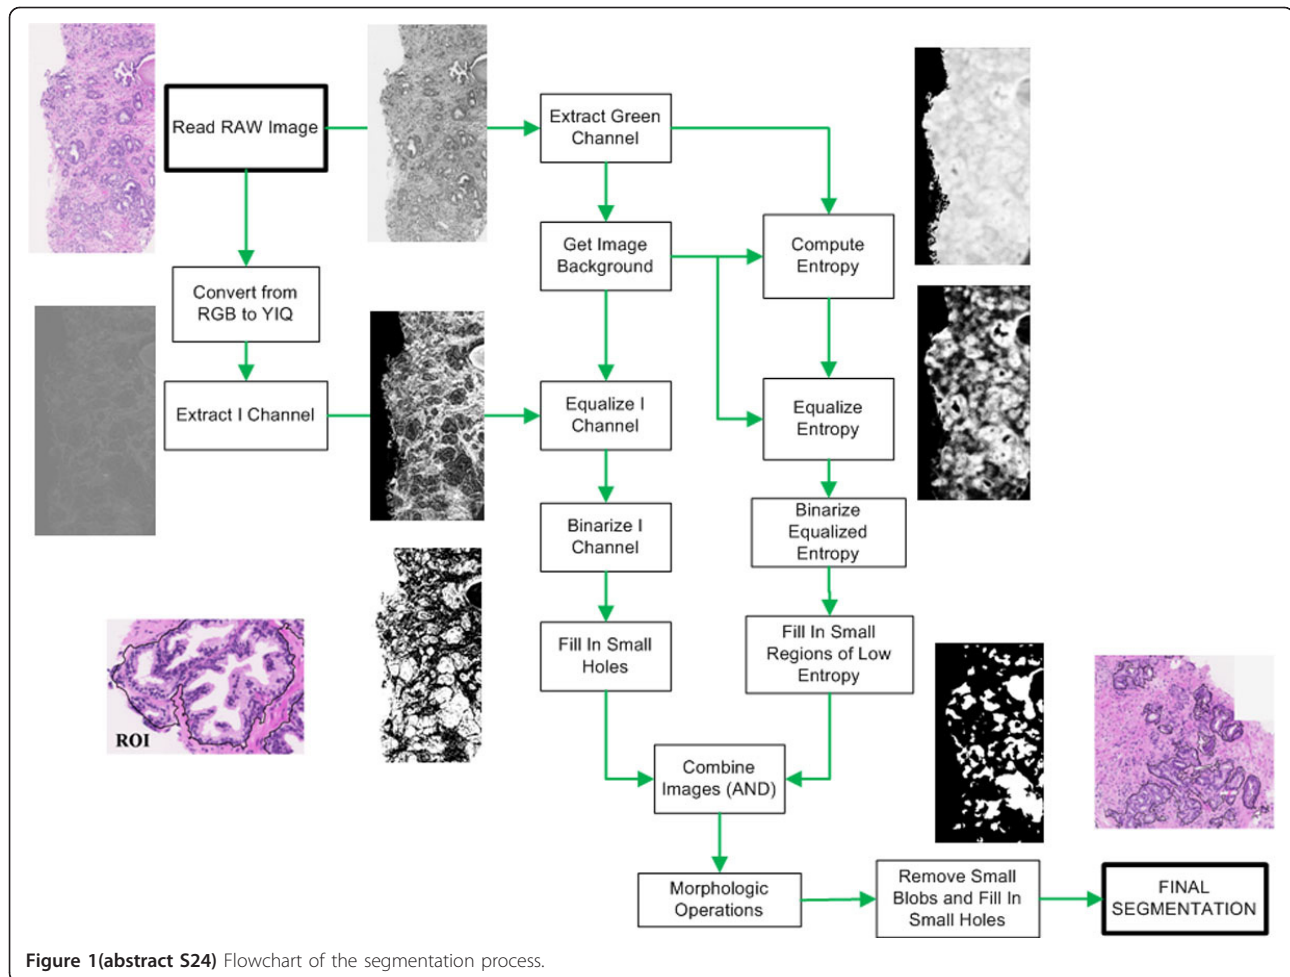 Read RAW Image
Extract Green
Channel
Get Image
Background
Compute
Entropy
Convert from
RGB to YIQ
Extract I Channel
Equalize I
Channel
Equalize
Entropy
Binarize I
Channel
Binarize
Equalized
Entropy
Fill In Small
Holes
Fill In Small
Regions of Low
Entropy
ROI
Combine
Images (AND)
Morphologic
Operations
Remove Small
Blobs and Fill In
Small Holes
FINAL
SEGMENTATION
Figure 1(abstract S24) Flowchart of the segmentation process.